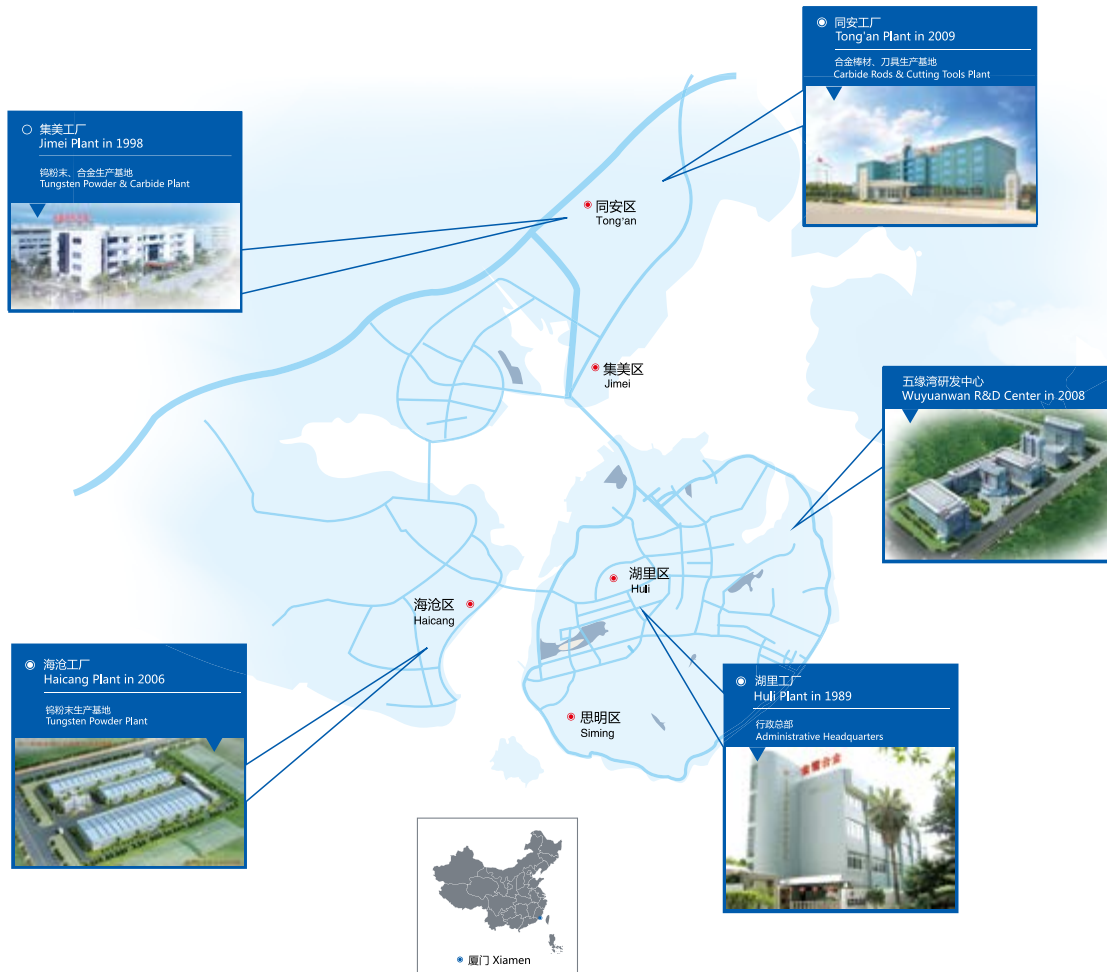 同安工厂
Tong'an Plant in 2009
合金棒材、刀具生产基地
Carbide Rods & Cutting Tools Plant
集美工厂
Jimei Plant in 1998
钨粉末、合金生产基地
Tungsten Powder & Carbide Plant
同安区
Tong'an
集美区
Jimei
五缘湾研发中心
Wuyuanwan R&D Center in 2008
湖里区
Huli
海沧区
Haicang
海沧工厂
Haicang Plant in 2006
钨粉末生产基地
Tungsten Powder Plant
湖里工厂
Huli Plant in 1989
行政总部
Administrative Headquarters
思明区
Siming
厦门 Xiamen